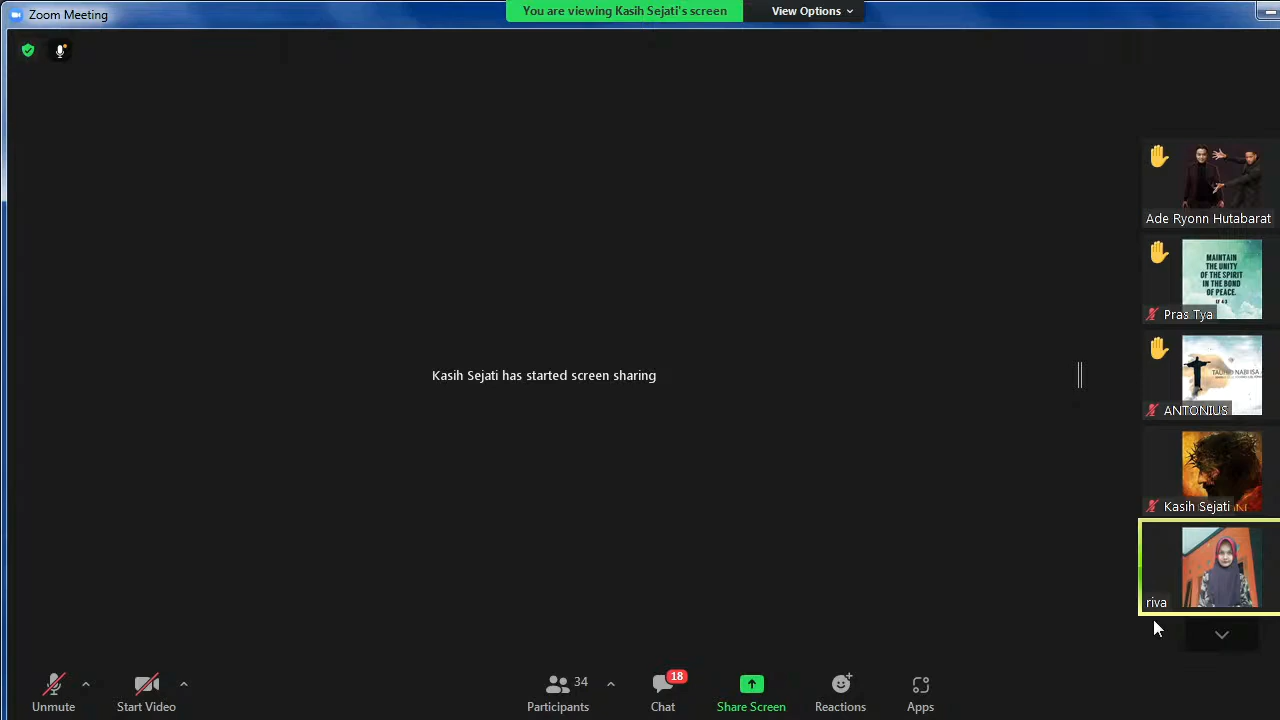 Zoom Meeting
You are viewing Kasih Sejati's screen
View Options
Ade Ryonn Hutabarat
MAINTAIN
THE UNITY
OF THE SPIRIT
IN THE BOND
OF PEACE.
Pras Tya
ANTONIUS
Kasih Sejati has started screen sharing
Kasih Sejati
riva
34
18
Unmute
Start Video
Participants
Chat
Share Screen
Reactions
Apps